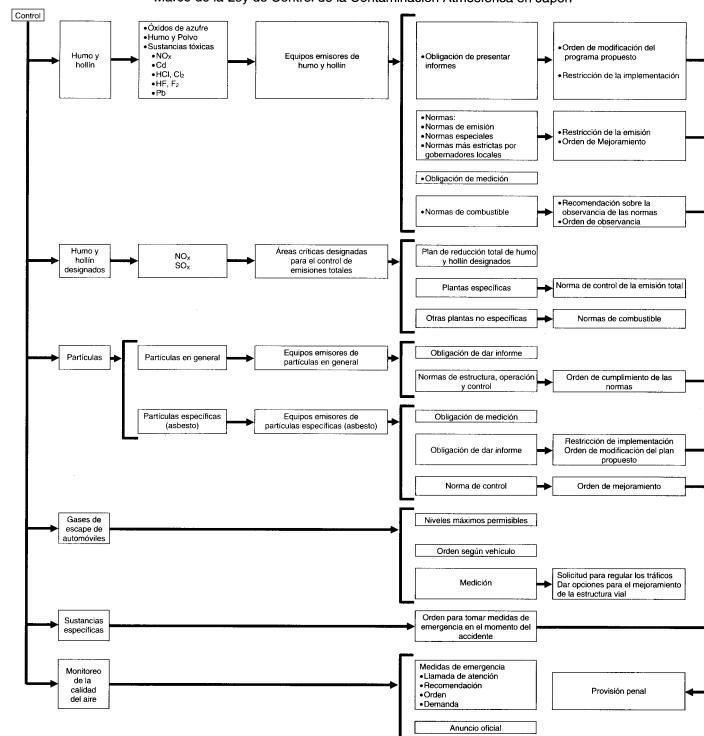 Marco de la Ley de Control de la Contaminación Atmosférica en Japón
Control
Humo y
hollín
•Óxidos de azufre
•Humo y Polvo
•Sustancias tóxicas
•NOx
•Cd
•HCl, Cl2
•HF, F2
•Pb
Equipos emisores de
humo y hollín
•Obligación de presentar
informes
•Orden de modificación del
programa propuesto
•Restricción de la implementación
•Normas:
•Normas de emisión
•Normas especiales
•Normas más estrictas por
gobernadores locales
•Restricción de la emisión
•Orden de Mejoramiento
•Obligación de medición
•Normas de combustible
•Recomendación sobre la
observancia de las normas
•Orden de observancia
Humo y
hollín
designados
NOx
SOx
Áreas críticas designadas
para el control de
emisiones totales
Plan de reducción total de humo
y hollín designados
Plantas específicas
Norma de control de la emisión total
Otras plantas no específicas
Normas de combustible
Partículas
Partículas en general
Equipos emisores de
partículas en general
Obligación de dar informe
Normas de estructura, operación
y control
Orden de cumplimiento de las
normas
Partículas específicas
(asbesto)
Equipos emisores de
partículas específicas (asbesto)
Obligación de medición
Obligación de dar informe
Restricción de implementación
Orden de modificación del plan
propuesto
Norma de control
Orden de mejoramiento
Gases de
escape de
automóviles
Niveles máximos permisibles
Orden según vehículo
Medición
Solicitud para regular los tráficos
Dar opciones para el mejoramiento
de la estructura vial
Sustancias
específicas
Orden para tomar medidas de
emergencia en el momento del
accidente
Monitoreo
de la
calidad
del aire
Medidas de emergencia
•Llamada de atención
•Recomendación
•Orden
•Demanda
Provisión penal
Anuncio oficial